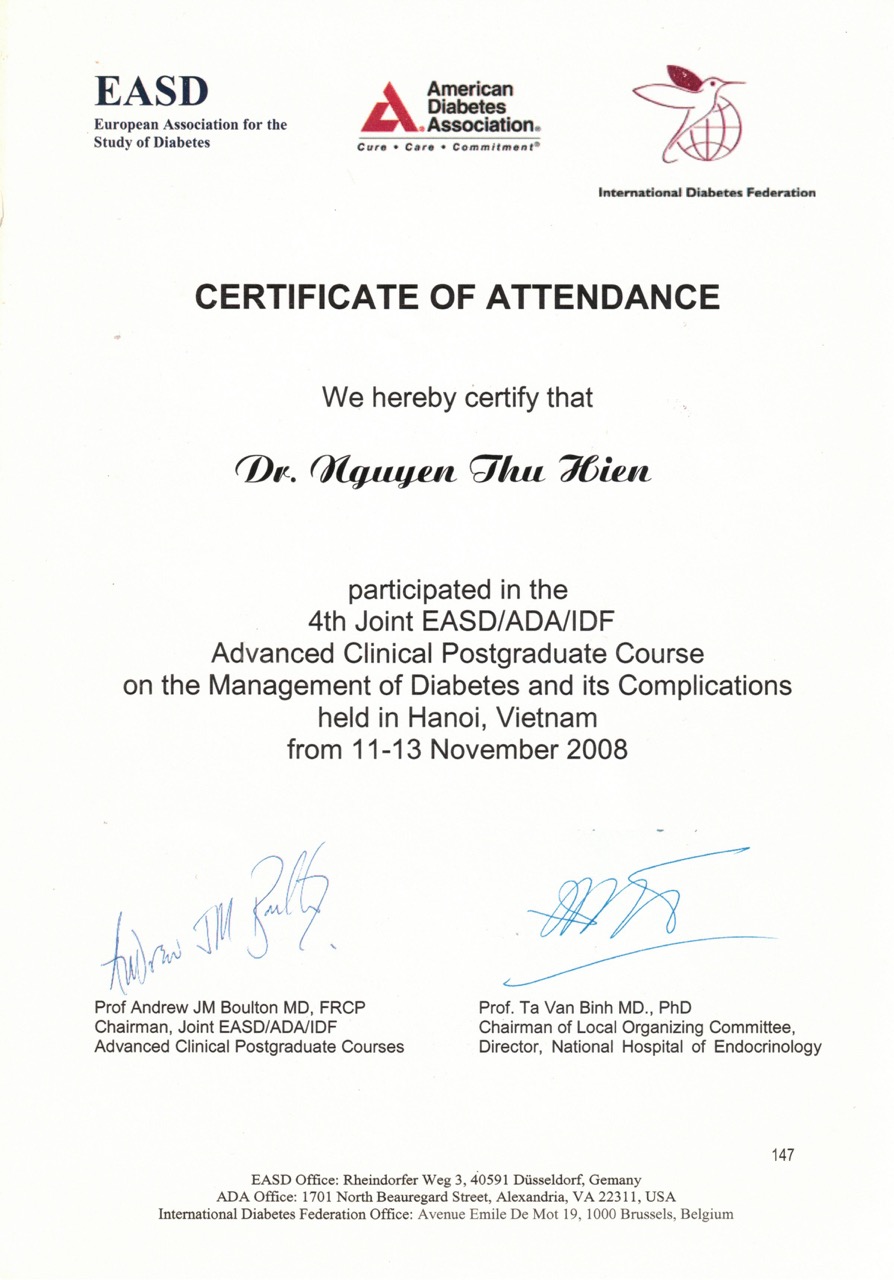 EASD
European Association for the
Study of Diabetes
American
Diabetes
Association®
Cure • Care • Commitment®
International Diabetes Federation
CERTIFICATE OF ATTENDANCE
We hereby certify that
Dr. Nguyen Thu Hien
participated in the
4th Joint EASD/ADA/IDF
Advanced Clinical Postgraduate Course
on the Management of Diabetes and its Complications
held in Hanoi, Vietnam
from 11-13 November 2008
Andrew JM Boulton
Prof Andrew JM Boulton MD, FRCP
Chairman, Joint EASD/ADA/IDF
Advanced Clinical Postgraduate Courses
Prof. Ta Van Binh MD., PhD
Chairman of Local Organizing Committee,
Director, National Hospital of Endocrinology
147
EASD Office: Rheindorfer Weg 3, 40591 Düsseldorf, Gemany
ADA Office: 1701 North Beauregard Street, Alexandria, VA 22311, USA
International Diabetes Federation Office: Avenue Emile De Mot 19, 1000 Brussels, Belgium